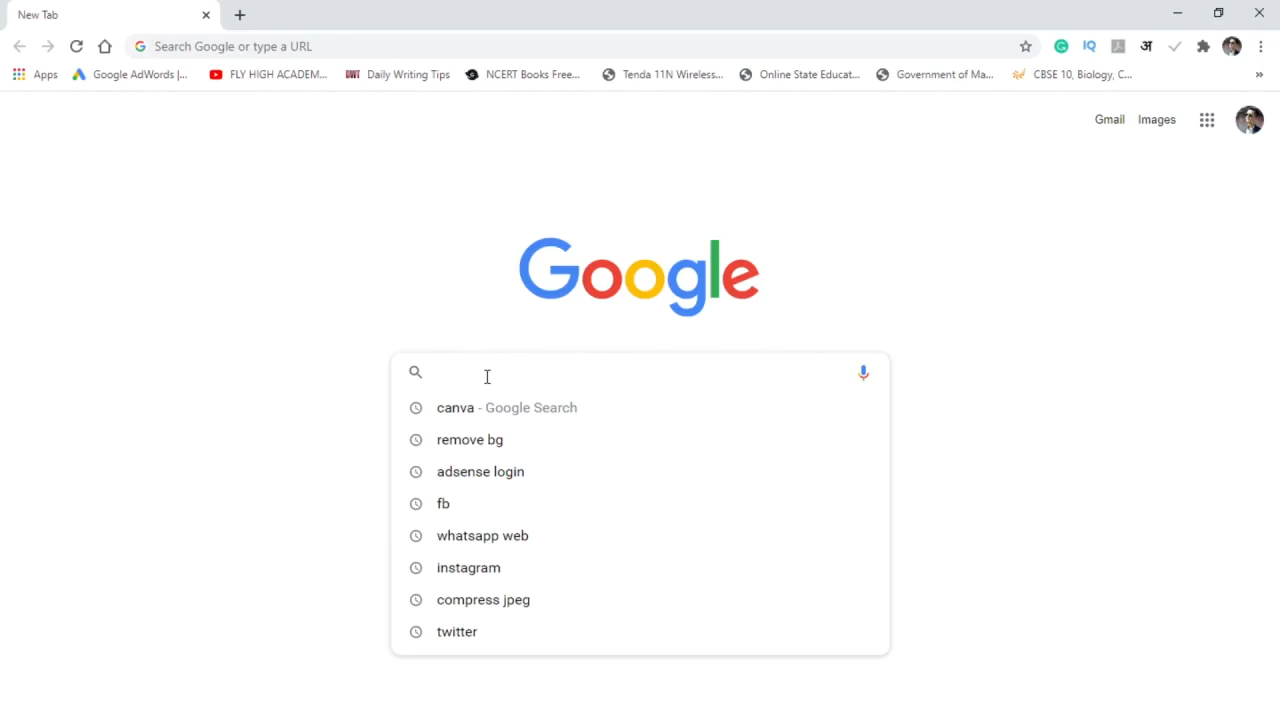 New Tab
Search Google or type a URL
IQ
अ
Apps
Google AdWords |...
FLY HIGH ACADEM...
DWT
Daily Writing Tips
NCERT Books Free...
Tenda 11N Wireless...
Online State Educat...
Government of Ma...
CBSE 10, Biology, C...
»
Gmail
Images
Google
canva - Google Search
remove bg
adsense login
fb
whatsapp web
instagram
compress jpeg
twitter